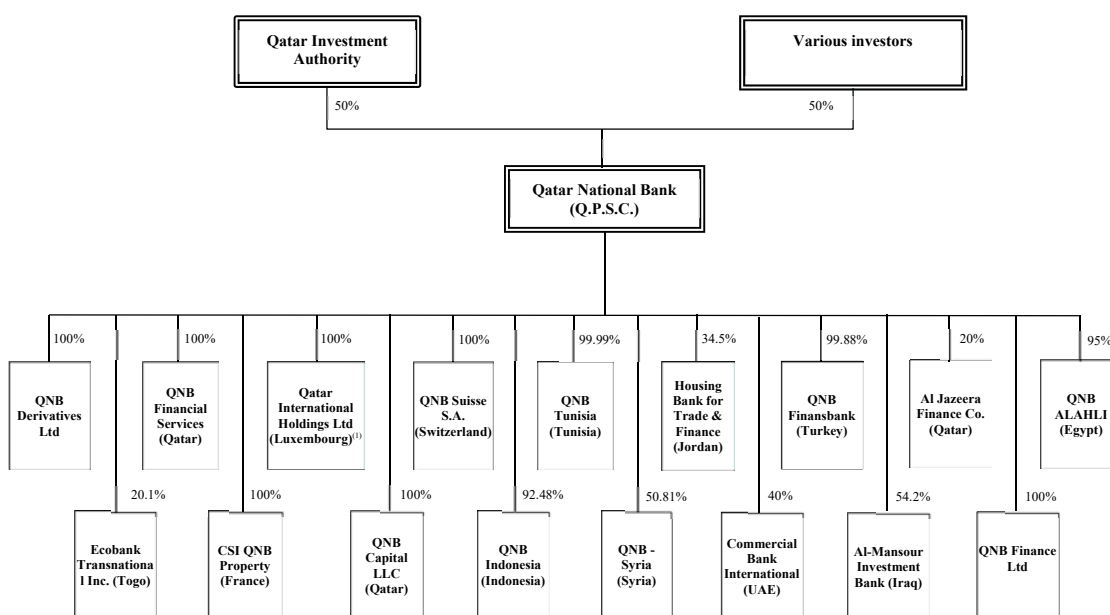 Qatar Investment
Authority
Various investors
50%
50%
Qatar National Bank
(Q.P.S.C.)
100%
100%
100%
100%
99.99%
34.5%
99.88%
20%
95%
QNB
Derivatives
Ltd
QNB
Financial
Services
(Qatar)
Qatar
International
Holdings Ltd
(Luxembourg)(1)
QNB Suisse
S.A.
(Switzerland)
QNB
Tunisia
(Tunisia)
Housing
Bank for
Trade &
Finance
(Jordan)
QNB
Finansbank
(Turkey)
Al Jazeera
Finance Co.
(Qatar)
QNB
ALAHLI
(Egypt)
20.1%
100%
100%
92.48%
50.81%
40%
54.2%
100%
Ecobank
Transnationa
l Inc. (Togo)
CSI QNB
Property
(France)
QNB
Capital
LLC
(Qatar)
QNB
Indonesia
(Indonesia)
QNB -
Syria
(Syria)
Commercial
Bank
International
(UAE)
Al-Mansour
Investment
Bank (Iraq)
QNB Finance
Ltd